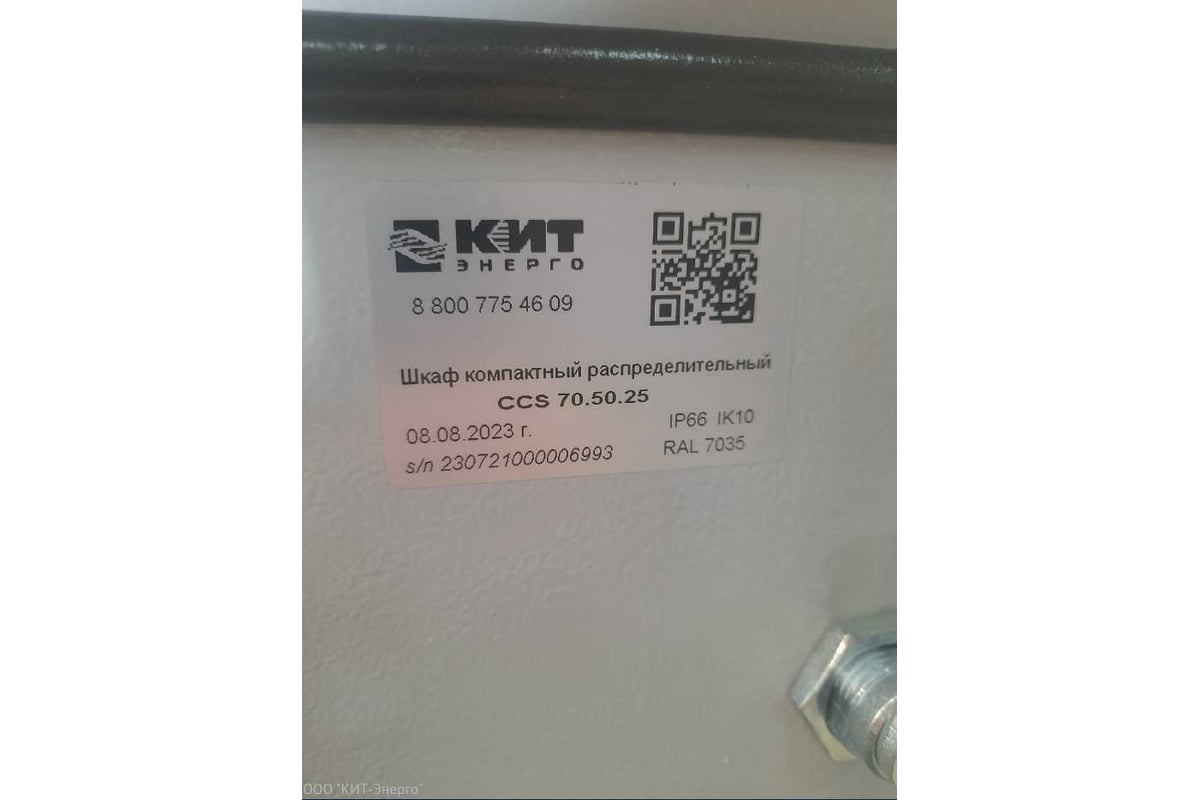 КИТ
ЭНЕРГО
8 800 775 46 09
Шкаф компактный распределительный
CCS 70.50.25
08.08.2023 г.
IP66 IK10
s/n 230721000006993
RAL 7035
ООО "КИТ-Энерго"